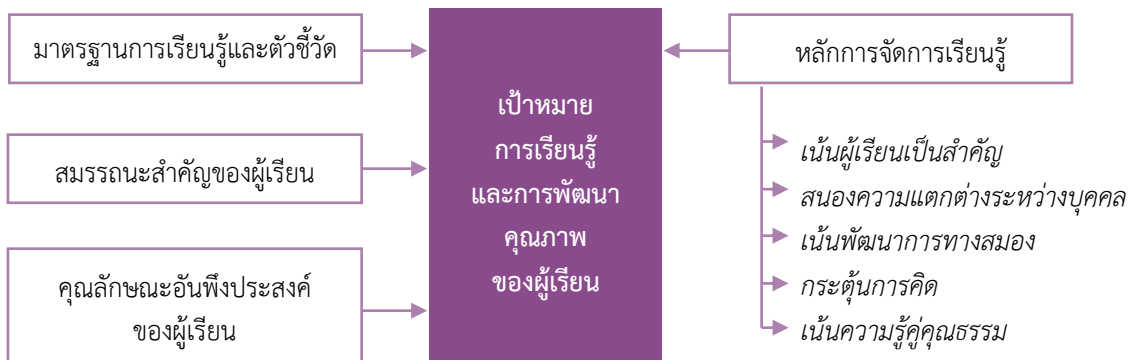 มาตรฐานการเรียนรู้และตัวชี้วัด
สมรรถนะสำคัญของผู้เรียน
คุณลักษณะอันพึงประสงค์
ของผู้เรียน
เป้าหมาย
การเรียนรู้
และการพัฒนา
คุณภาพ
ของผู้เรียน
หลักการจัดการเรียนรู้
เน้นผู้เรียนเป็นสำคัญ
สนองความแตกต่างระหว่างบุคคล
เน้นพัฒนาการทางสมอง
กระตุ้นการคิด
เน้นความรู้คู่คุณธรรม